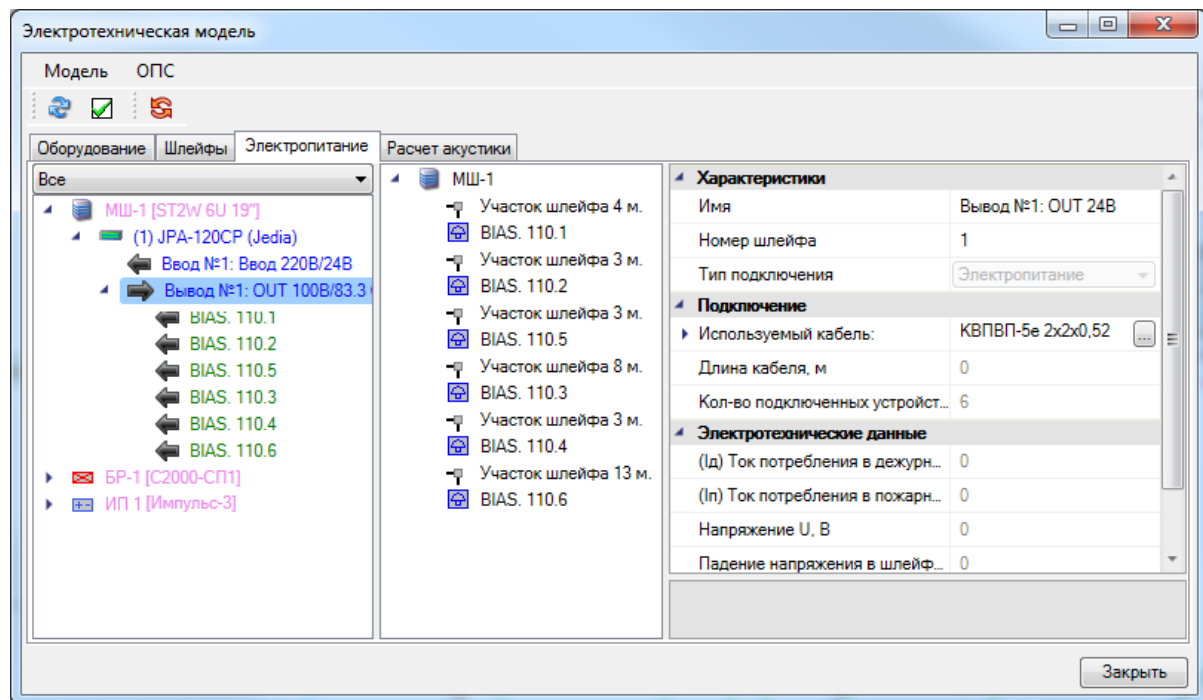 Электротехническая модель
Модель ОПС
Оборудование Шлейфы Электропитание Расчет акустики
Все
МШ-1 [ST2W 6U 19"]
(1) JPA-120CP (Jedia)
Ввод №1: Ввод 220В/24В
Вывод №1: OUT 100В/83.3
BIAS. 110.1
BIAS. 110.2
BIAS. 110.5
BIAS. 110.3
BIAS. 110.4
BIAS. 110.6
БР-1 [С2000-СП1]
ИП 1 [Импульс-3]
МШ-1
Участок шлейфа 4 м.
BIAS. 110.1
Участок шлейфа 3 м.
BIAS. 110.2
Участок шлейфа 3 м.
BIAS. 110.5
Участок шлейфа 8 м.
BIAS. 110.3
Участок шлейфа 3 м.
BIAS. 110.4
Участок шлейфа 13 м.
BIAS. 110.6
Характеристики
Имя Вывод №1: OUT 24В
Номер шлейфа 1
Тип подключения Электропитание
Подключение
Используемый кабель: КВПВП-5е 2х2х0,52 ...
Длина кабеля, м 0
Кол-во подключенных устройст... 6
Электротехнические данные
(Iд) Ток потребления в дежурн... 0
(Iп) Ток потребления в пожарн... 0
Напряжение U, В 0
Падение напряжения в шлейф... 0
Закрыть